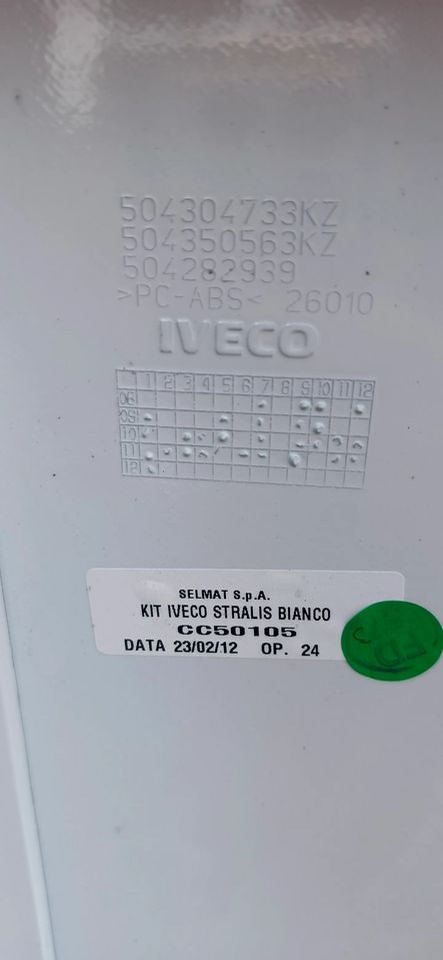 504304733KZ
504350563KZ
504282939
>PC-ABS< 26010
IVECO
1 2 3 4 5 6 7 8 9 10 11 12
09
10
11
12
SELMAT S.p.A.
KIT IVECO STRALIS BIANCO
CC50105
DATA 23/02/12 OP. 24